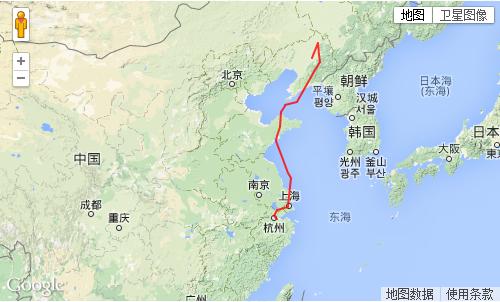 地图 卫星图像
北京
朝鲜
平壤
평양
汉城
서울
日本海
(东海)
韩国
光州
광주
釜山
부산
大阪
日本
中国
成都
重庆
南京
上海
杭州
东海
广州
Google
地图数据 使用条款